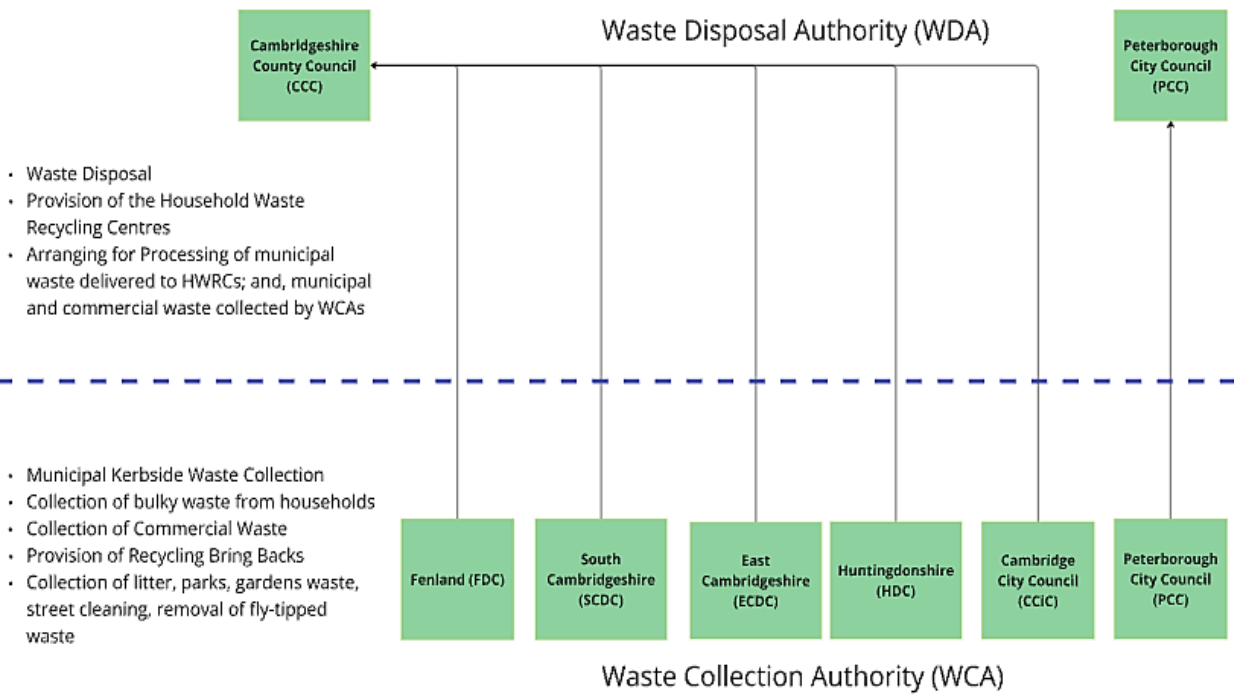 Waste Disposal Authority (WDA)
Cambridgeshire
County Council
(CCC)
Peterborough
City Council
(PCC)
• Waste Disposal
• Provision of the Household Waste
Recycling Centres
• Arranging for Processing of municipal
waste delivered to HWRCs; and, municipal
and commercial waste collected by WCAs
• Municipal Kerbside Waste Collection
• Collection of bulky waste from households
• Collection of Commercial Waste
• Provision of Recycling Bring Backs
• Collection of litter, parks, gardens waste,
street cleaning, removal of fly-tipped
waste
Fenland (FDC)
South
Cambridgeshire
(SCDC)
East
Cambridgeshire
(ECDC)
Huntingdonshire
(HDC)
Cambridge
City Council
(CCiC)
Peterborough
City Council
(PCC)
Waste Collection Authority (WCA)